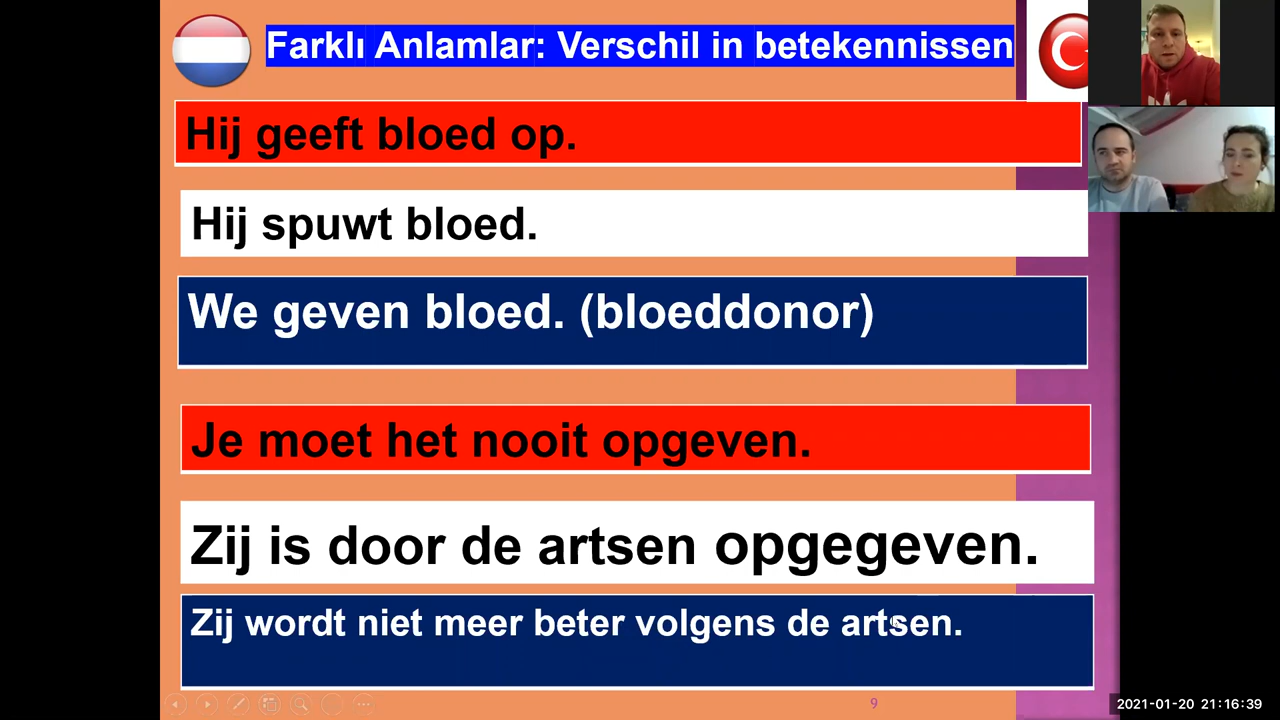 Farklı Anlamlar: Verschil in betekennissen
Hij geeft bloed op.
Hij spuwt bloed.
We geven bloed. (bloeddonor)
Je moet het nooit opgeven.
Zij is door de artsen opgegeven.
Zij wordt niet meer beter volgens de artsen.
9
2021-01-20 21:16:39